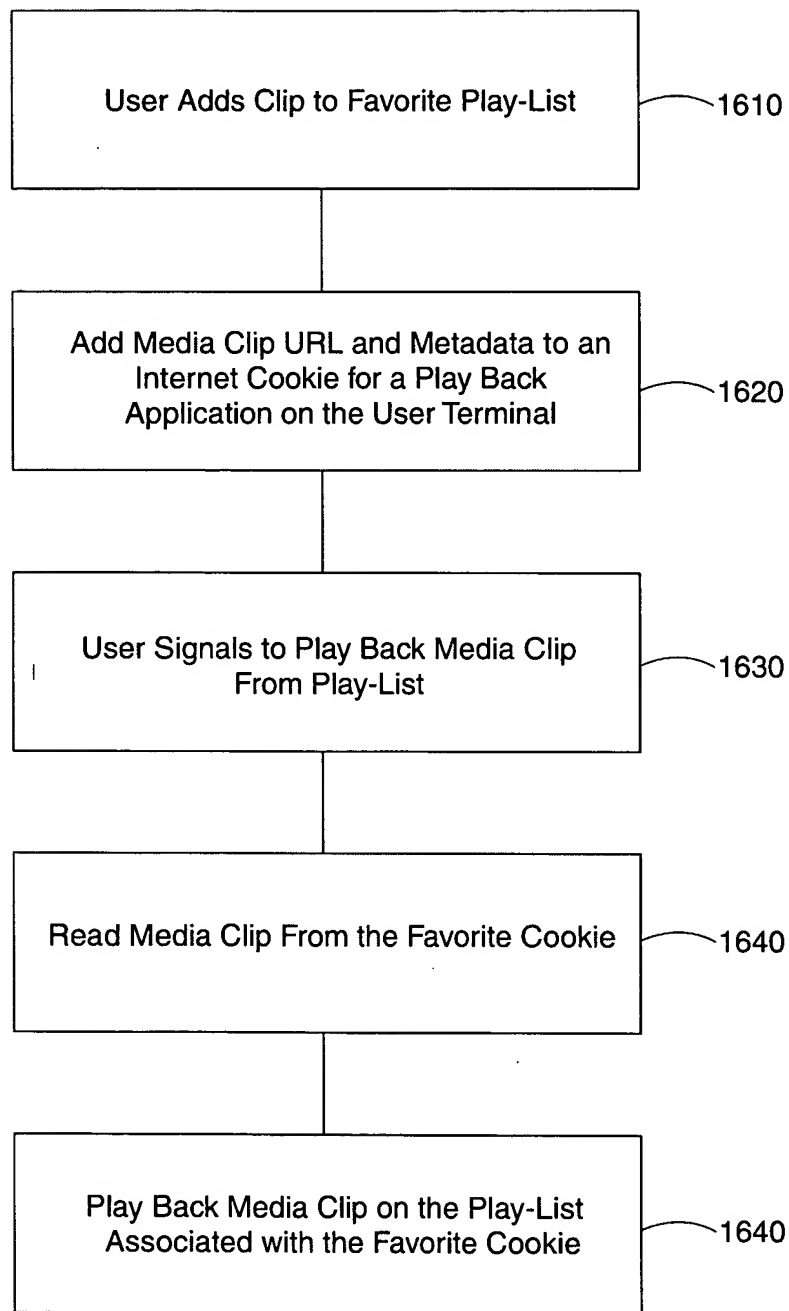 User Adds Clip to Favorite Play-List
1610
Add Media Clip URL and Metadada to an
Internet Cookie for a Play Back
Application on the User Terminal
1620
User Signals to Play Back Media Clip
From Play-List
1630
Read Media Clip From the Favorite Cookie
1640
Play Back Media Clip on the Play-List
Associated with the Favorite Cookie
1640